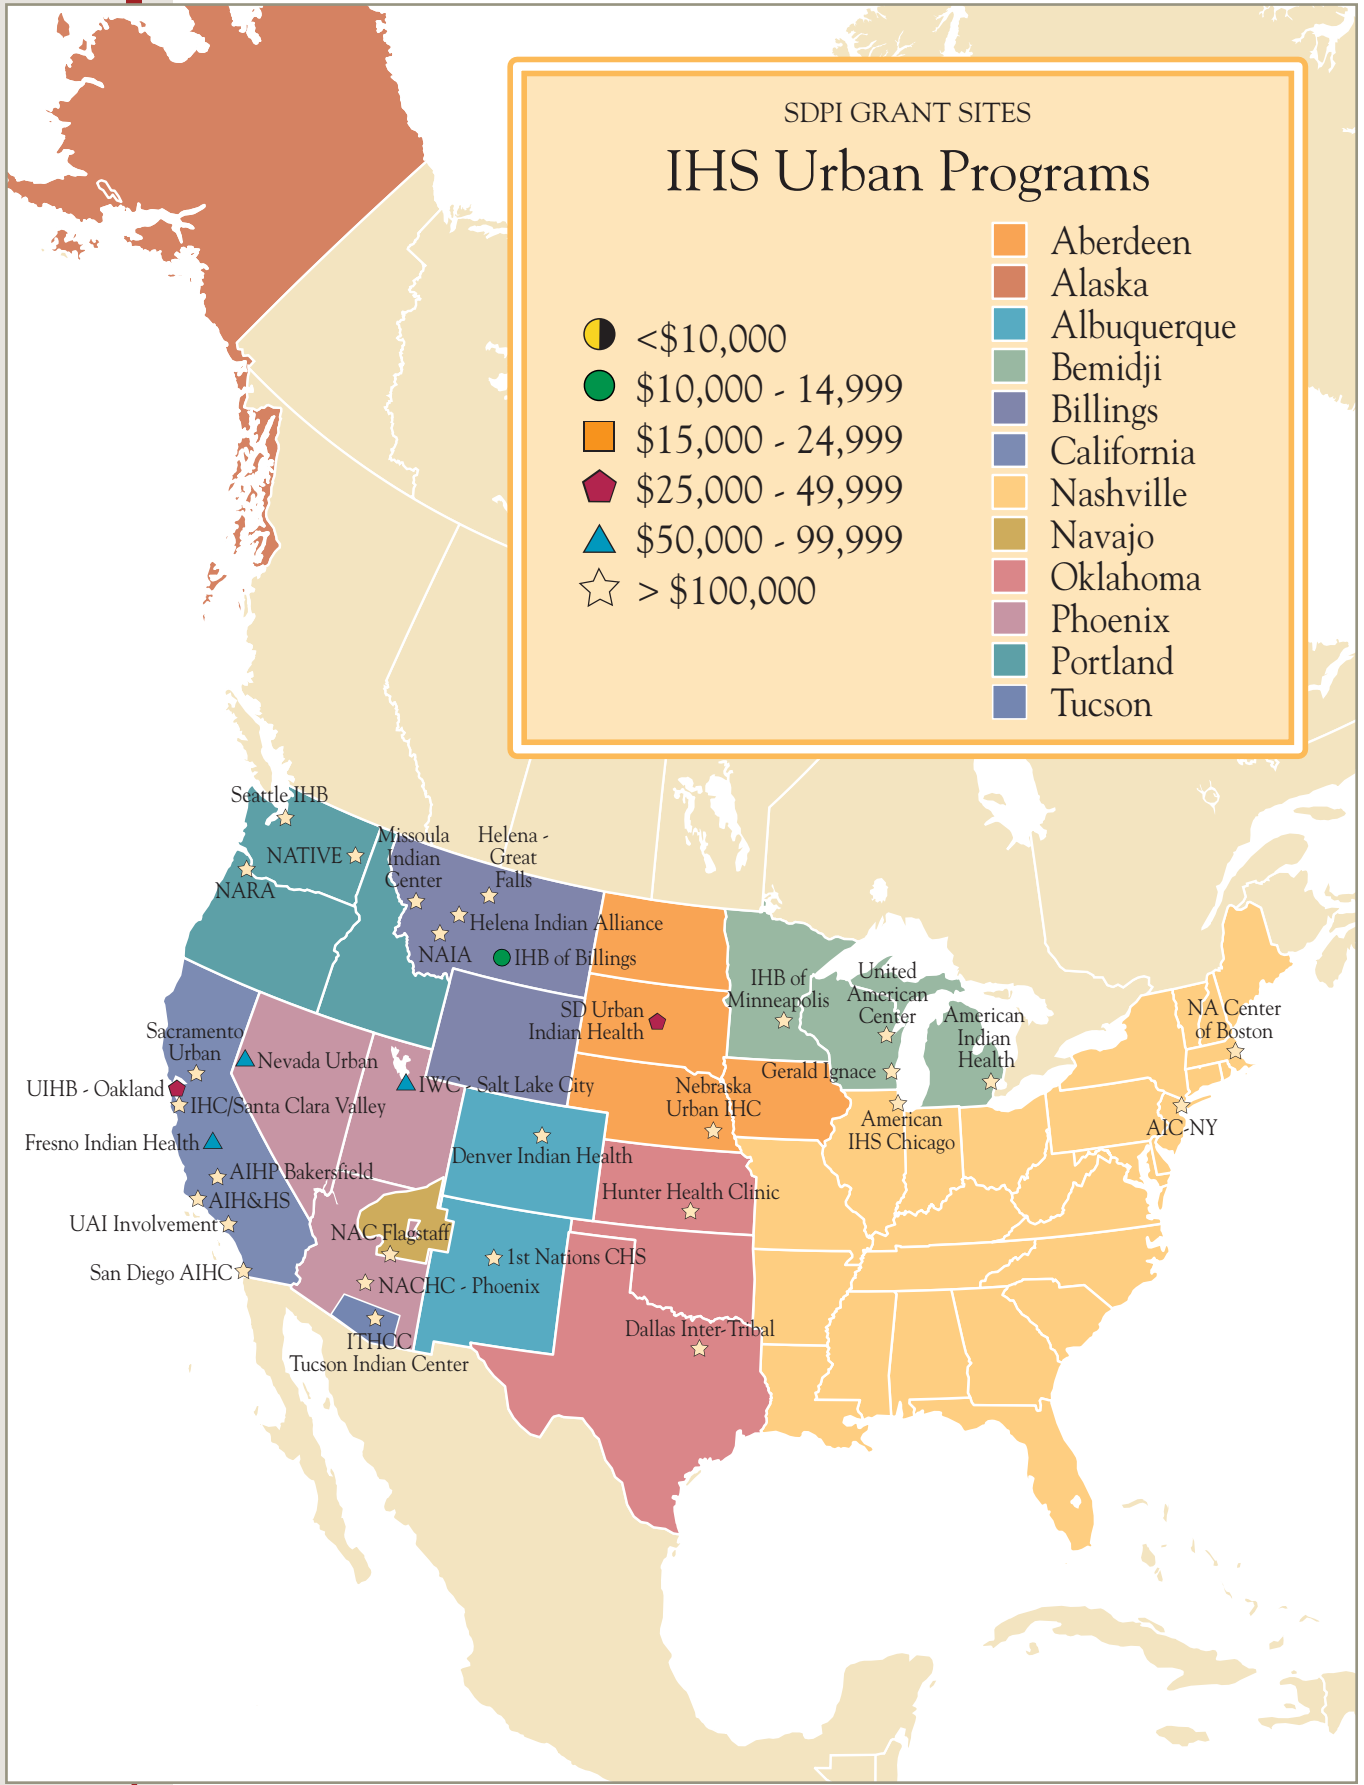 SDPI GRANT SITES
IHS Urban Programs
<$10,000
$10,000 - 14,999
$15,000 - 24,999
$25,000 - 49,999
$50,000 - 99,999
> $100,000
Aberdeen
Alaska
Albuquerque
Bemidji
Billings
California
Nashville
Navajo
Oklahoma
Phoenix
Portland
Tucson
Seattle IHB
NATIVE
NARA
Missoula
Indian
Center
Helena -
Great
Falls
Helena Indian Alliance
NAIA
IHB of Billings
SD Urban
Indian Health
IHB of
Minneapolis
United
American
Center
American
Indian
Health
NA Center
of Boston
Sacramento
Urban
Nevada Urban
UIHB - Oakland
IWC - Salt Lake City
IHC/Santa Clara Valley
Gerald Ignace
Nebraska
Urban IHC
American
IHS Chicago
AIC-NY
Fresno Indian Health
Denver Indian Health
AIHP Bakersfield
AIH&HS
Hunter Health Clinic
UAI Involvement
NAC Flagstaff
1st Nations CHS
San Diego AIHC
NACHC - Phoenix
Dallas Inter-Tribal
ITHCC
Tucson Indian Center